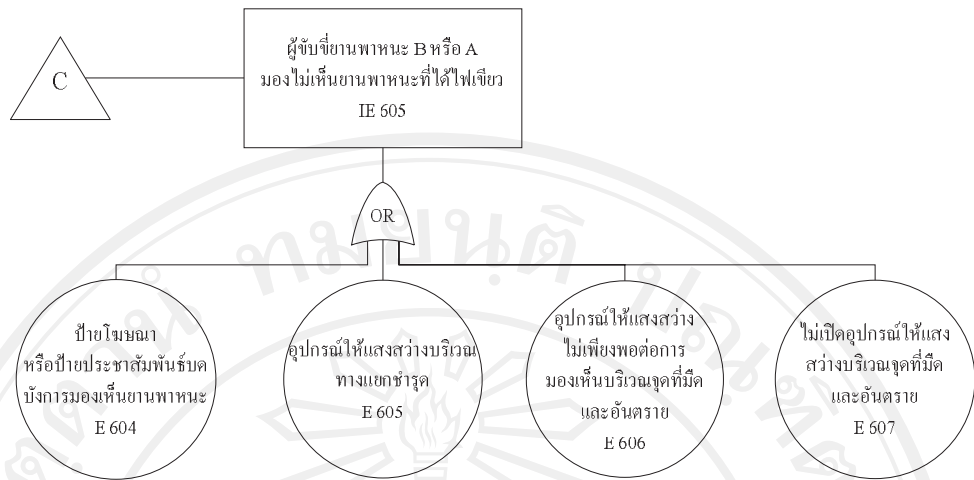 C
ผู้ขับขี่ยานพาหนะ B หรือ A
มองไม่เห็นยานพาหนะที่ได้ไฟเขียว
IE 605
OR
ป้ายโฆษณา
หรือป้ายประชาสัมพันธ์บด
บังการมองเห็นยานพาหนะ
E 604
อุปกรณ์ให้แสงสว่างบริเวณ
ทางแยกชำรุด
E 605
อุปกรณ์ให้แสงสว่าง
ไม่เพียงพอต่อการ
มองเห็นบริเวณจุดที่มืด
และอันตราย
E 606
ไม่เปิดอุปกรณ์ให้แสง
สว่างบริเวณจุดที่มืด
และอันตราย
E 607